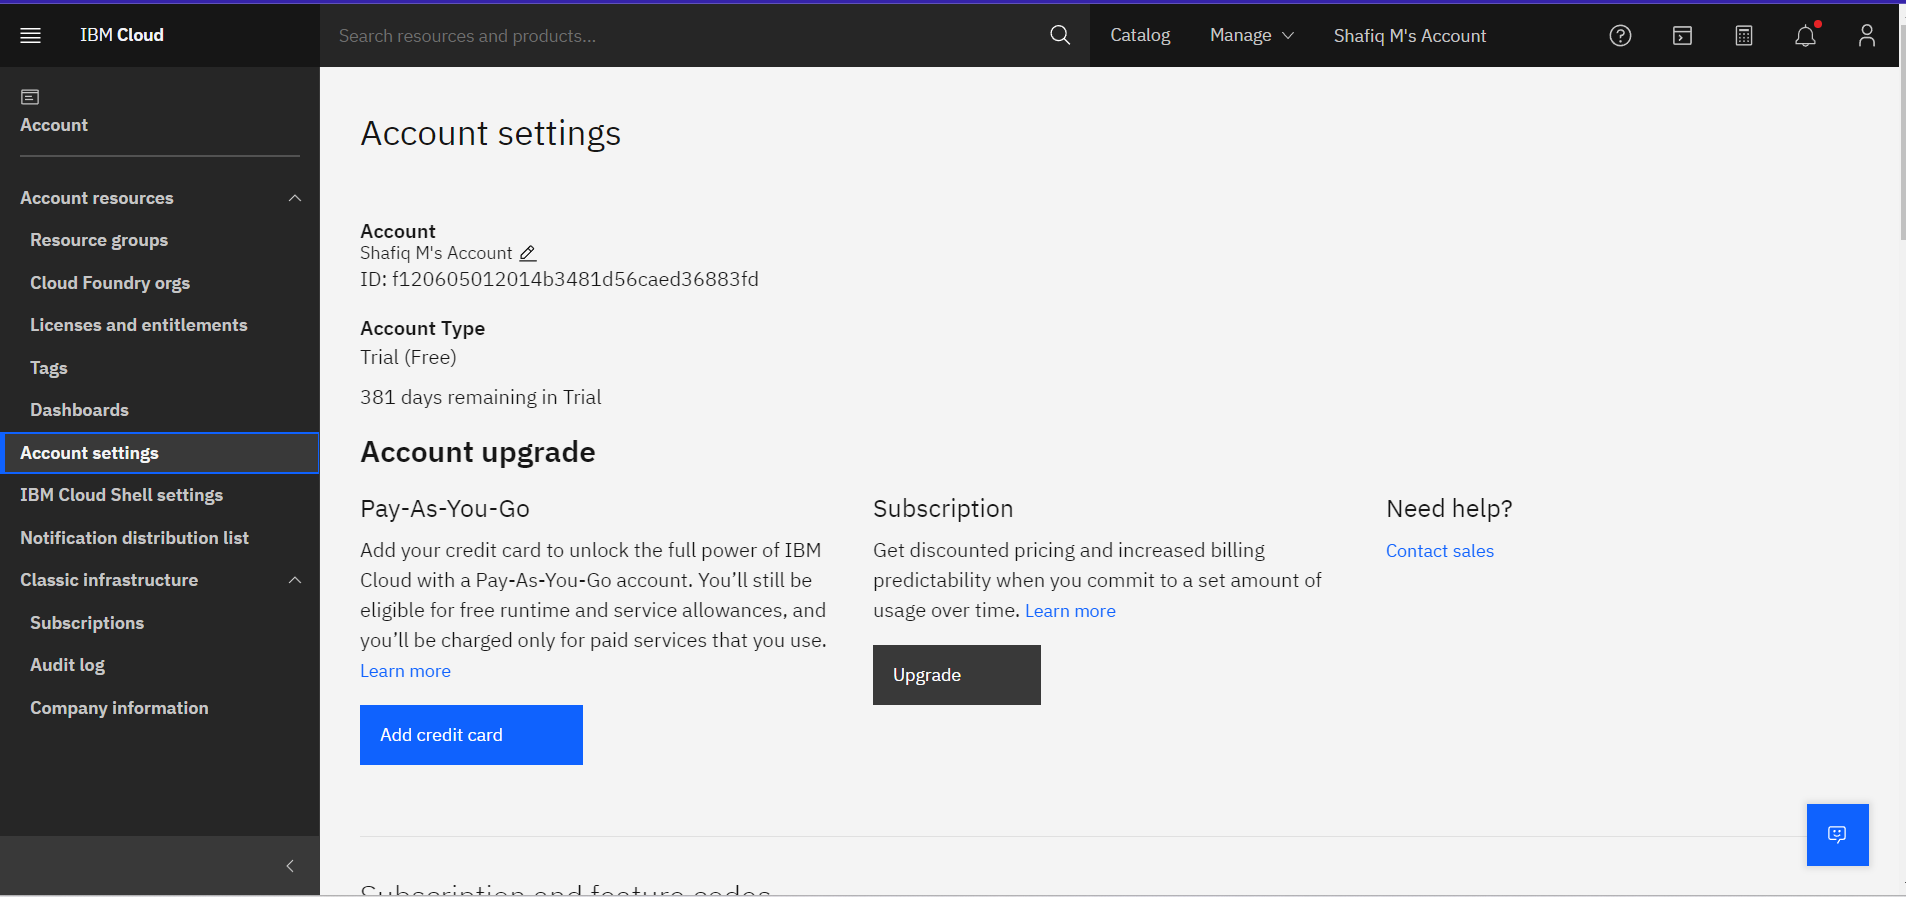 IBM Cloud
Search resources and products...
Catalog
Manage
Shafiq M's Account
Account
Account resources
Resource groups
Cloud Foundry orgs
Licenses and entitlements
Tags
Dashboards
Account settings
IBM Cloud Shell settings
Notification distribution list
Classic infrastructure
Subscriptions
Audit log
Company information
Account settings
Account
Shafiq M's Account
ID: f120605012014b3481d56caed36883fd
Account Type
Trial (Free)
381 days remaining in Trial
Account upgrade
Pay-As-You-Go
Add your credit card to unlock the full power of IBM
Cloud with a Pay-As-You-Go account. You’ll still be
eligible for free runtime and service allowances, and
you’ll be charged only for paid services that you use.
Learn more
Add credit card
Subscription
Get discounted pricing and increased billing
predictability when you commit to a set amount of
usage over time. Learn more
Upgrade
Need help?
Contact sales
Subscription and feature codes